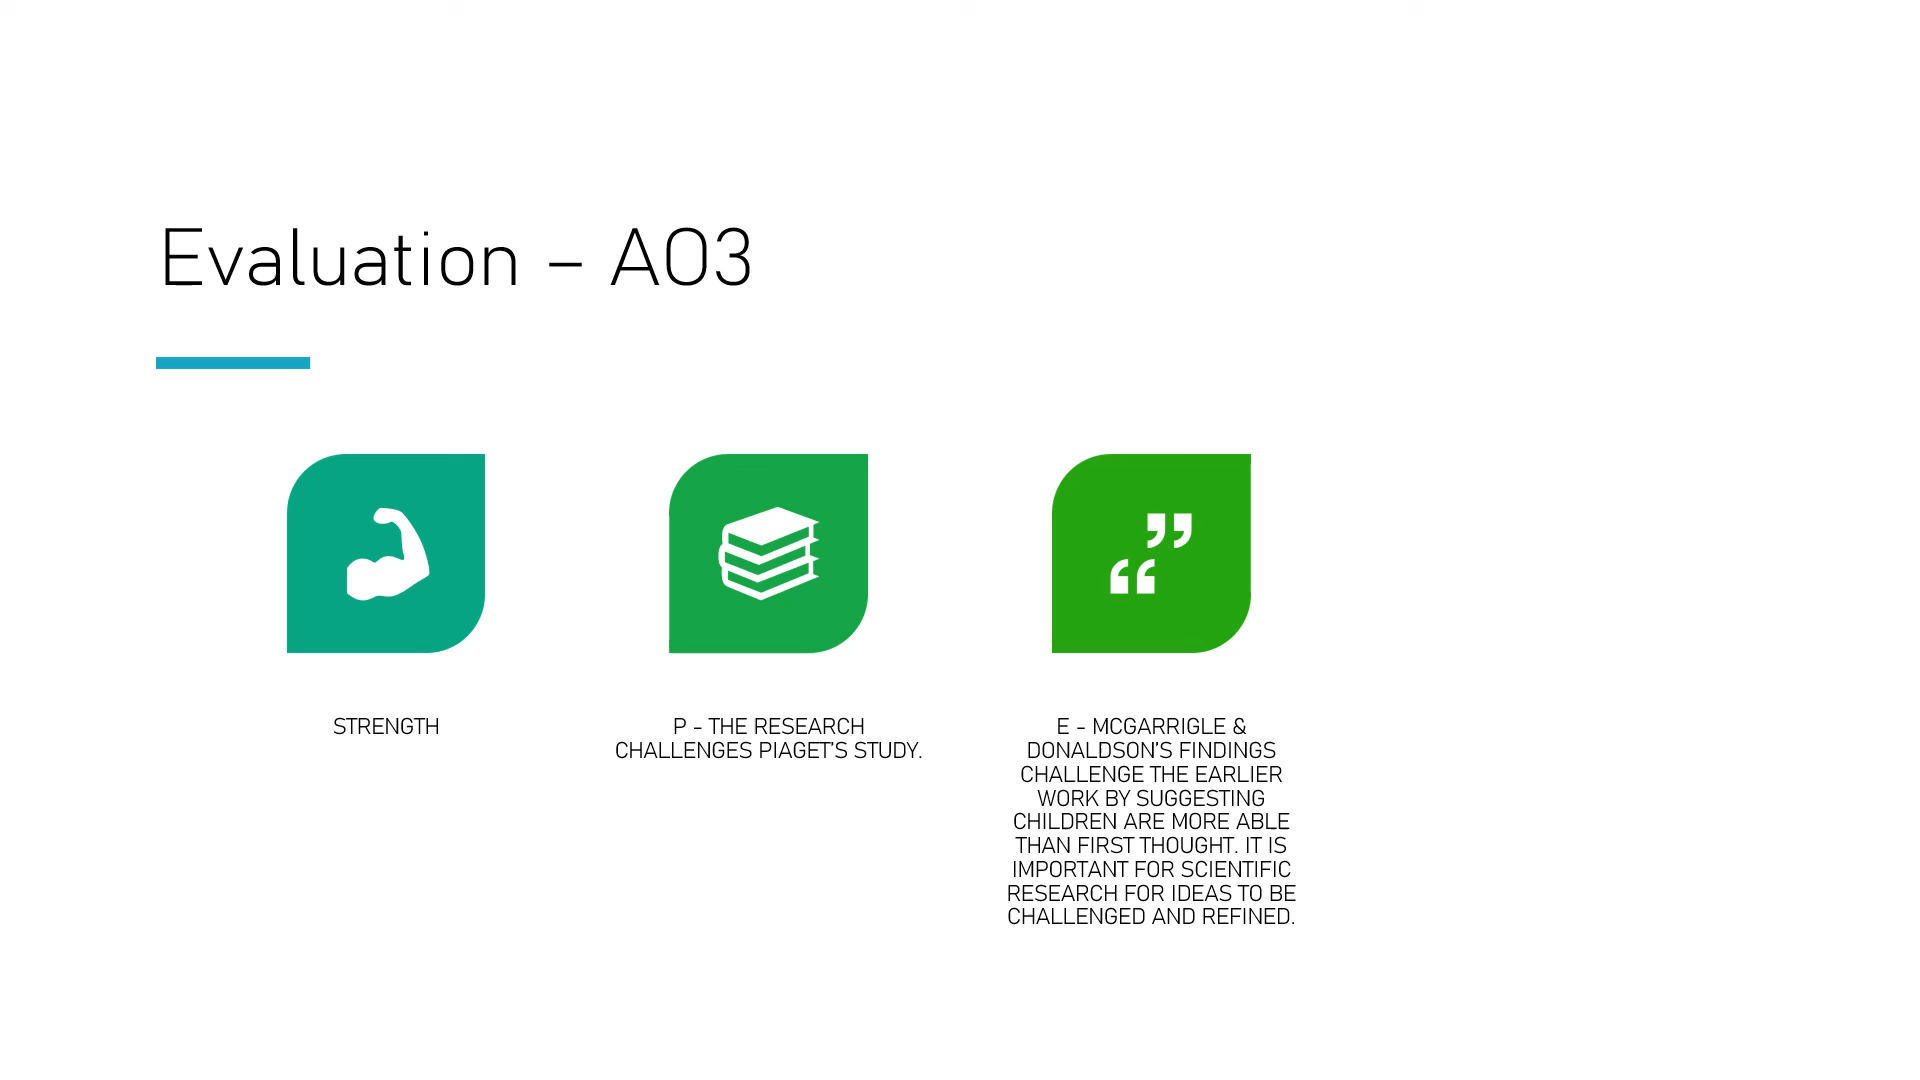 Evaluation – AO3
STRENGTH
P - THE RESEARCH
CHALLENGES PIAGET’S STUDY.
E - MCGARRIGLE &
DONALDSON’S FINDINGS
CHALLENGE THE EARLIER
WORK BY SUGGESTING
CHILDREN ARE MORE ABLE
THAN FIRST THOUGHT. IT IS
IMPORTANT FOR SCIENTIFIC
RESEARCH FOR IDEAS TO BE
CHALLENGED AND REFINED.